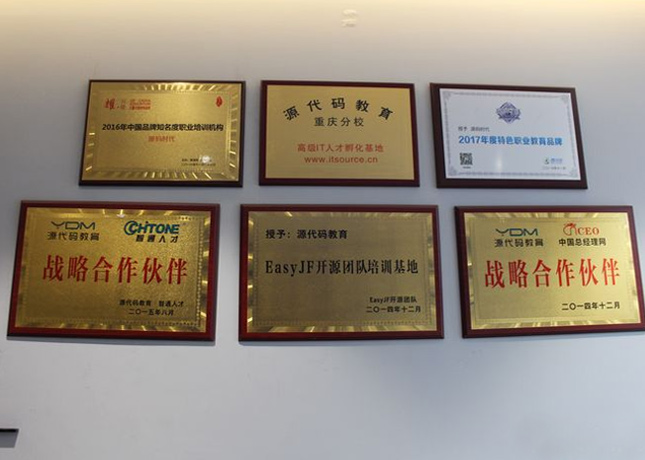 2016年中国品牌知名度职业培训机构
源码时代
源代码教育
重庆分校
高级IT人才孵化基地
www.itsource.cn
授予 源码时代
2017年度特色职业教育品牌
YDM
源代码教育
CHTONE
智通人才
战略合作伙伴
源代码教育 智通人才
二〇一五年八月
授予：源代码教育
EasyJF开源团队培训基地
EasyJF开源团队
二〇一四年十二月
YDM
源代码教育
CEO
中国总经理网
战略合作伙伴
二〇一四年十二月